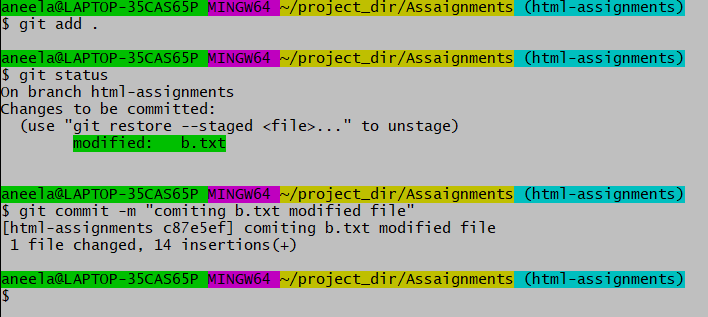 aneela@LAPTOP-35CAS65P MINGW64 ~/project_dir/Assaignments (html-assignments)
$ git add .
aneela@LAPTOP-35CAS65P MINGW64 ~/project_dir/Assaignments (html-assignments)
$ git status
On branch html-assignments
Changes to be committed:
  (use "git restore --staged <file>..." to unstage)
        modified:   b.txt
aneela@LAPTOP-35CAS65P MINGW64 ~/project_dir/Assaignments (html-assignments)
$ git commit -m "comiting b.txt modified file"
[html-assignments c87e5ef] comiting b.txt modified file
 1 file changed, 14 insertions(+)
aneela@LAPTOP-35CAS65P MINGW64 ~/project_dir/Assaignments (html-assignments)
$